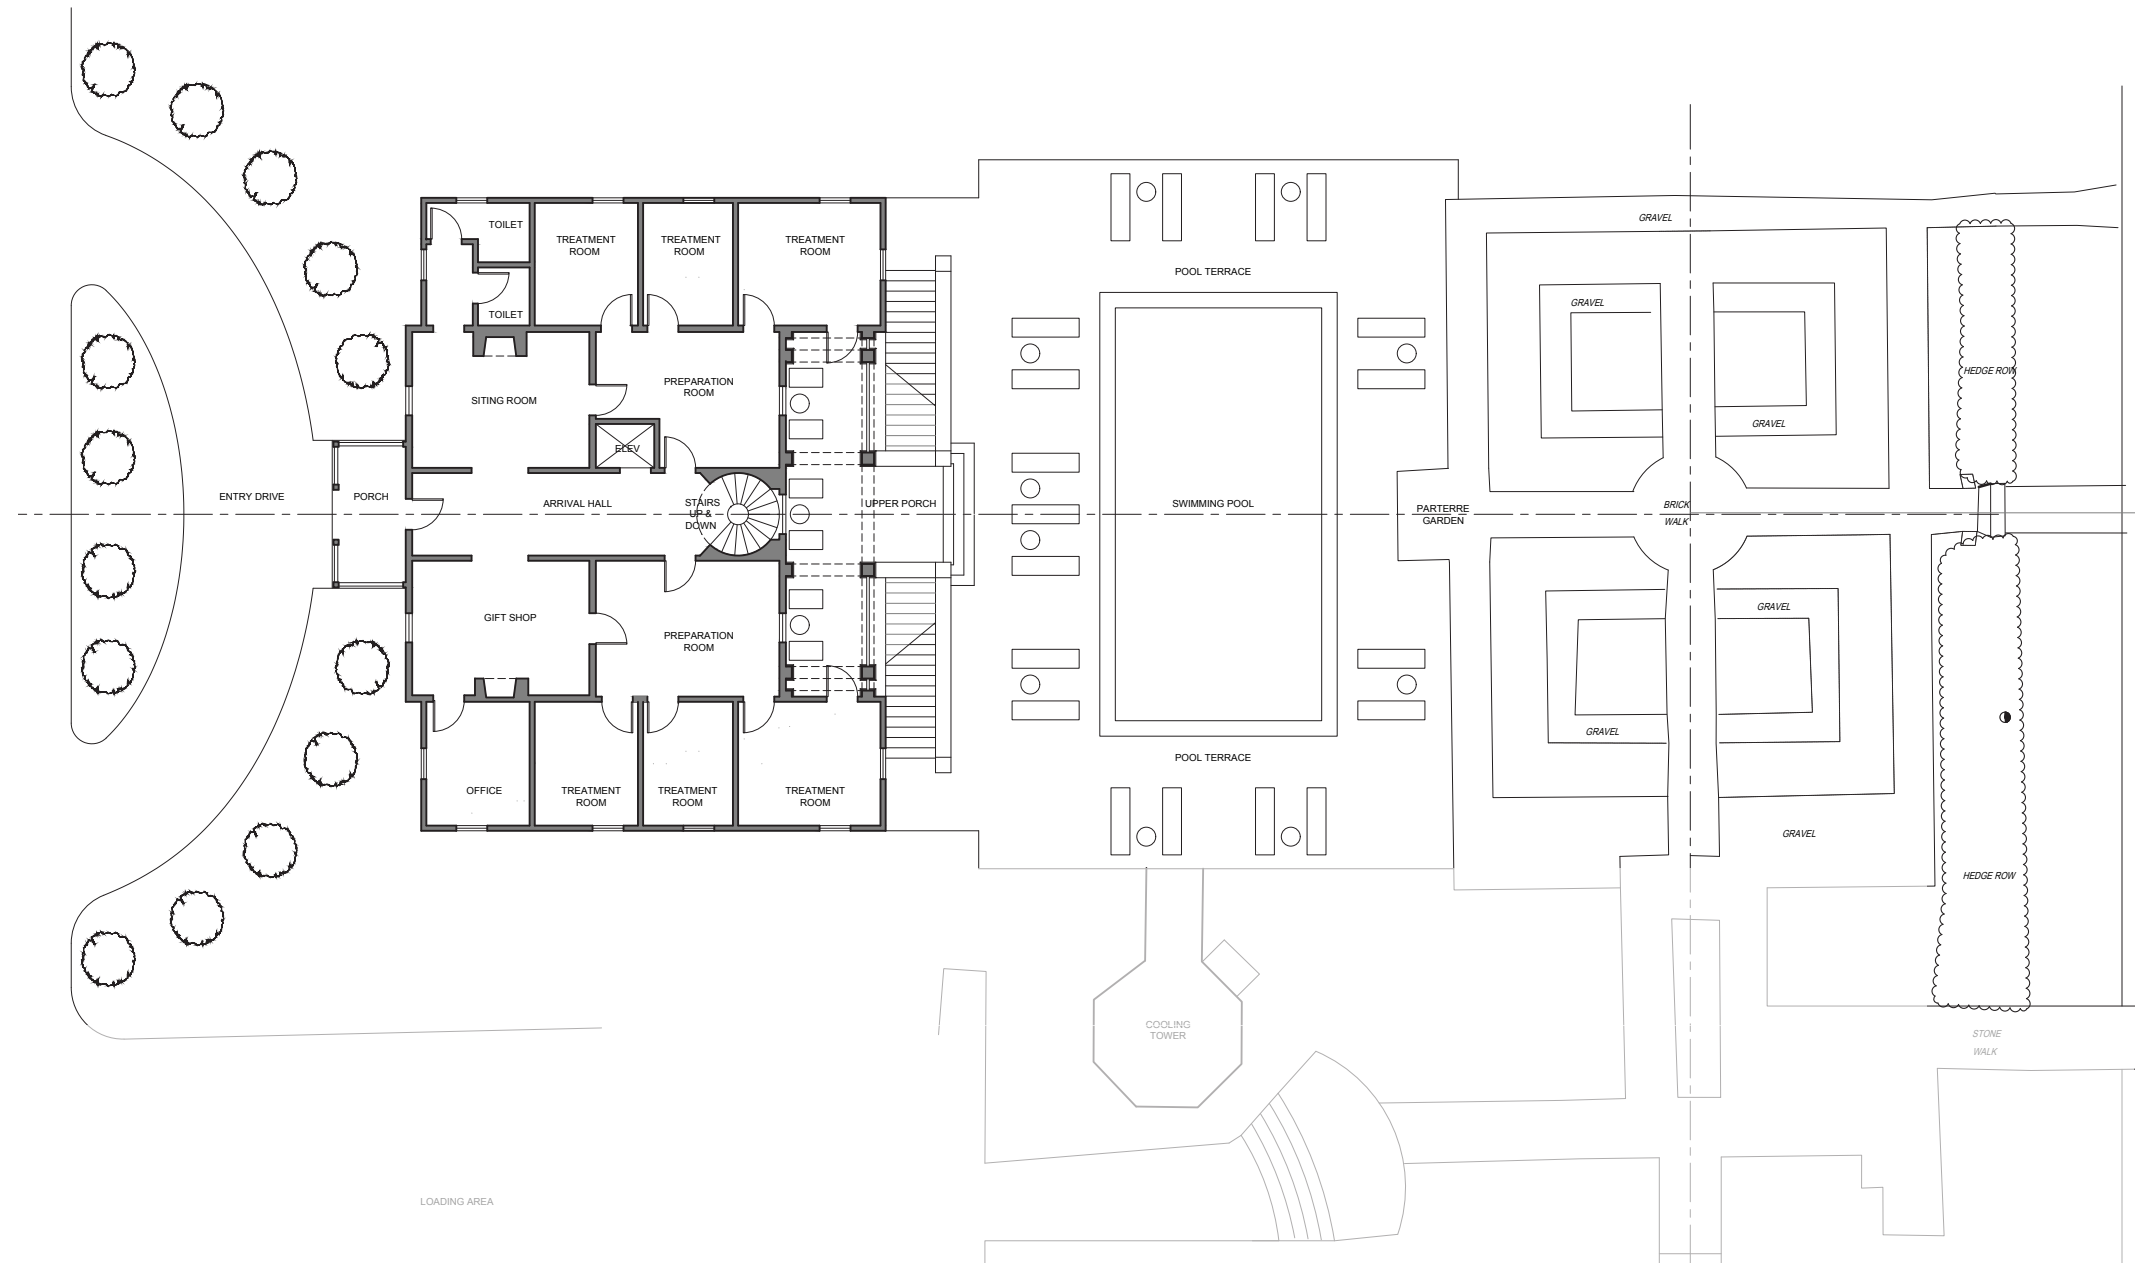 TOILET
TREATMENT
ROOM
TREATMENT
ROOM
TREATMENT
ROOM
TOILET
SITING ROOM
PREPARATION
ROOM
ELEV
ENTRY DRIVE
PORCH
ARRIVAL HALL
STAIRS
UP &
DOWN
UPPER PORCH
GIFT SHOP
PREPARATION
ROOM
OFFICE
TREATMENT
ROOM
TREATMENT
ROOM
TREATMENT
ROOM
POOL TERRACE
SWIMMING POOL
POOL TERRACE
PARTERRE
GARDEN
GRAVEL
GRAVEL
GRAVEL
HEDGE ROW
BRICK
WALK
GRAVEL
GRAVEL
GRAVEL
HEDGE ROW
COOLING
TOWER
STONE
WALK
LOADING AREA